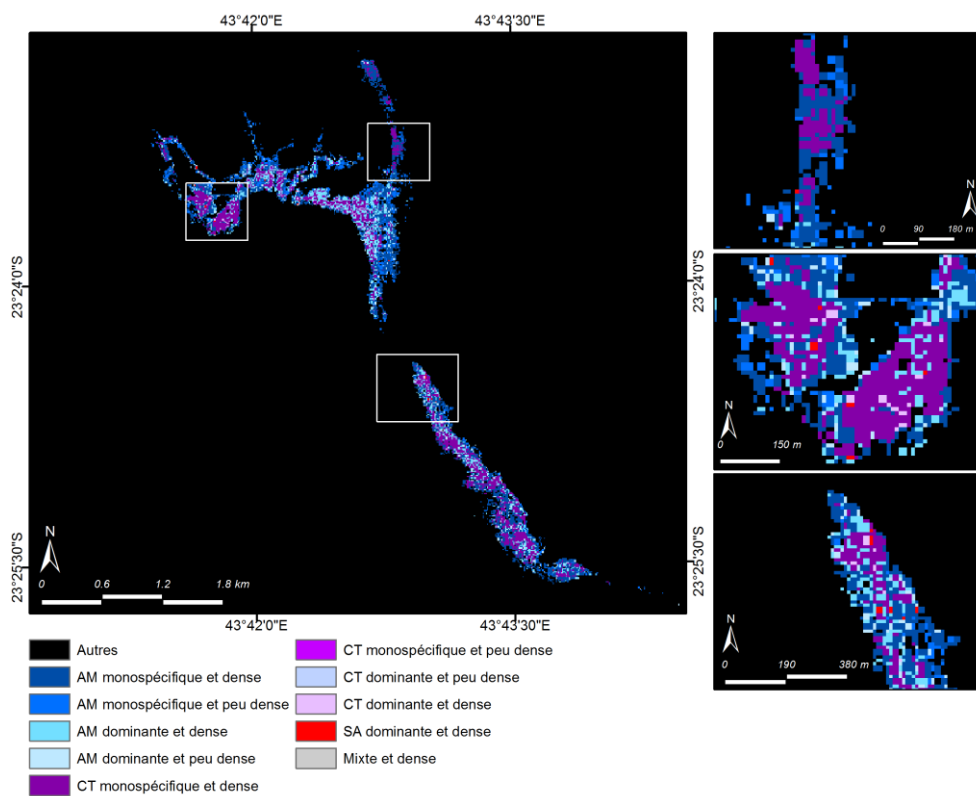 43°42'0"E 43°43'30"E
N
0 90 180 m
23°24'0"S 23°24'0"S
N
0 150 m
23°25'30"S 23°25'30"S
N
0 0.6 1.2 1.8 km
N
0 190 380 m
43°42'0"E 43°43'30"E
Autres
AM monospécifique et dense
AM monospécifique et peu dense
AM dominante et dense
AM dominante et peu dense
CT monospécifique et dense
CT monospécifique et peu dense
CT dominante et peu dense
CT dominante et dense
SA dominante et dense
Mixte et dense